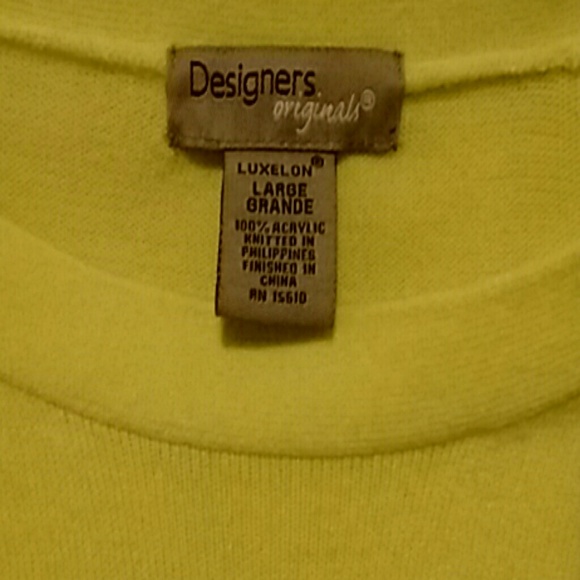 Designers
originals®
LUXELON®
LARGE
GRANDE
100% ACRYLIC
KNITTED IN
PHILIPPINES
FINISHED IN
CHINA
RN 15610